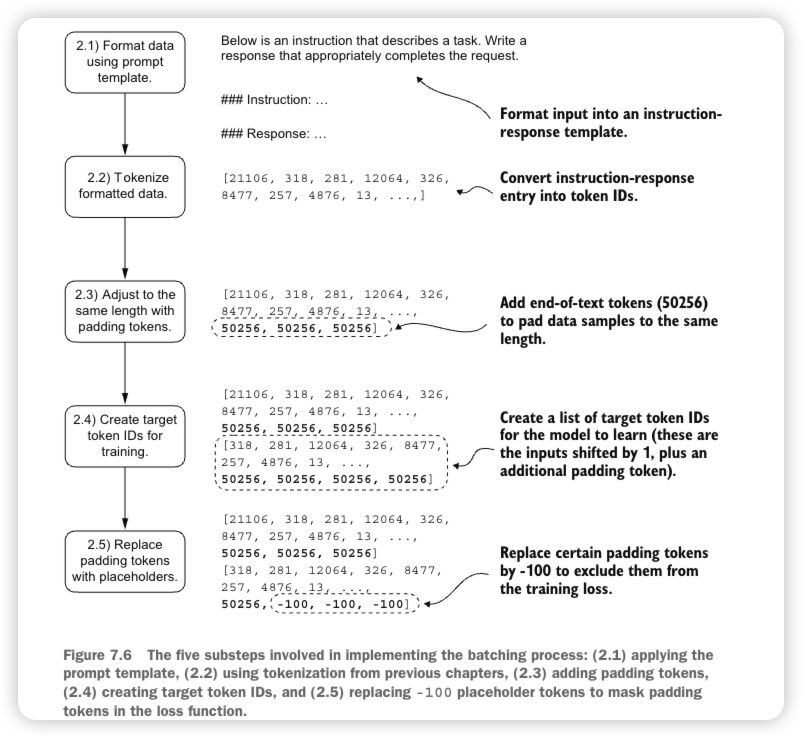 2.1) Format data
using prompt
template.
Below is an instruction that describes a task. Write a
response that appropriately completes the request.
### Instruction: …
### Response: …
Format input into an instruction-
response template.
2.2) Tokenize
formatted data.
[21106, 318, 281, 12064, 326,
8477, 257, 4876, 13, ...,]
Convert instruction-response
entry into token IDs.
2.3) Adjust to the
same length with
padding tokens.
[21106, 318, 281, 12064, 326,
8477, 257, 4876, 13, ...,
50256, 50256, 50256]
Add end-of-text tokens (50256)
to pad data samples to the same
length.
2.4) Create target
token IDs for
training.
[21106, 318, 281, 12064, 326,
8477, 257, 4876, 13, ...,
50256, 50256, 50256]
[318, 281, 12064, 326, 8477,
257, 4876, 13, ...,
50256, 50256, 50256, 50256]
Create a list of target token IDs
for the model to learn (these are
the inputs shifted by 1, plus an
additional padding token).
2.5) Replace
padding tokens
with placeholders.
[21106, 318, 281, 12064, 326,
8477, 257, 4876, 13, ...,
50256, 50256, 50256]
[318, 281, 12064, 326, 8477,
257, 4876, 13, ...,
50256, -100, -100, -100]
Replace certain padding tokens
by -100 to exclude them from
the training loss.
Figure 7.6 The five substeps involved in implementing the batching process: (2.1) applying the
prompt template, (2.2) using tokenization from previous chapters, (2.3) adding padding tokens,
(2.4) creating target token IDs, and (2.5) replacing -100 placeholder tokens to mask padding
tokens in the loss function.